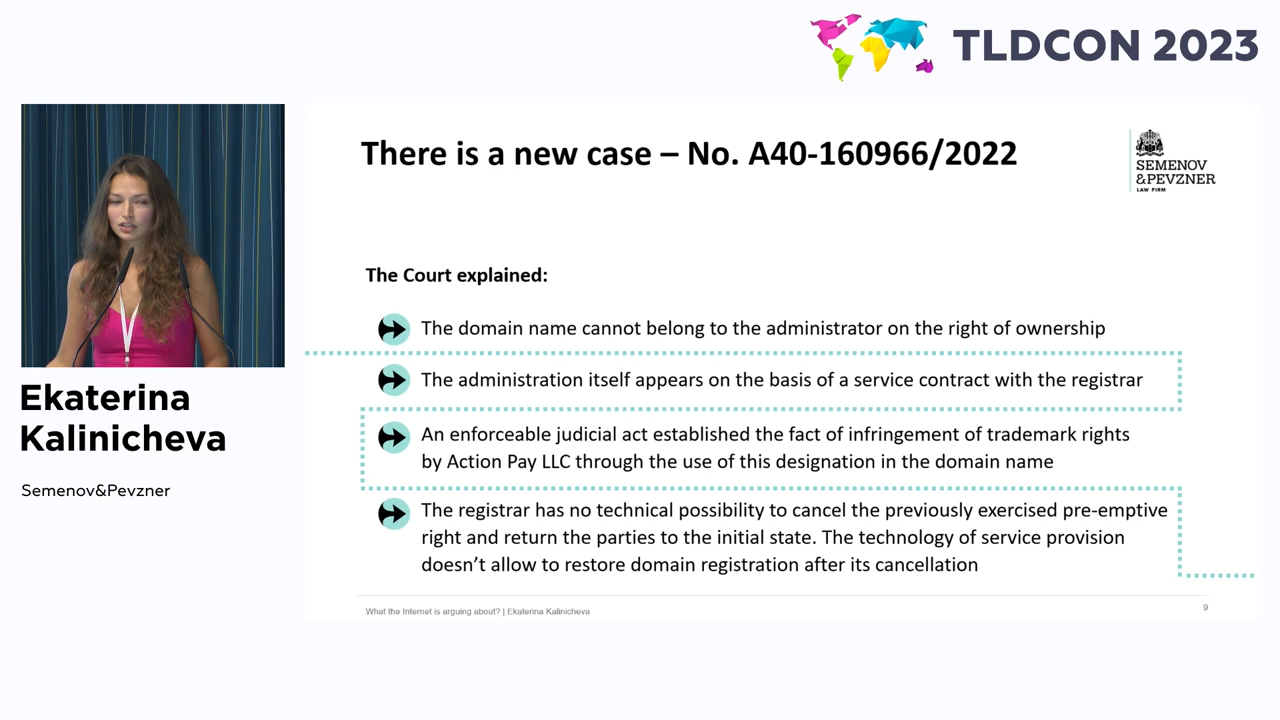 TLDCON 2023
There is a new case – No. A40-160966/2022
SEMENOV
&PEVZNER
LAW FIRM
The Court explained:
The domain name cannot belong to the administrator on the right of ownership
The administration itself appears on the basis of a service contract with the registrar
An enforceable judicial act established the fact of infringement of trademark rights
by Action Pay LLC through the use of this designation in the domain name
The registrar has no technical possibility to cancel the previously exercised pre-emptive
right and return the parties to the initial state. The technology of service provision
doesn’t allow to restore domain registration after its cancellation
What the Internet is arguing about? | Ekaterina Kalinicheva
9
Ekaterina
Kalinicheva
Semenov&Pevzner